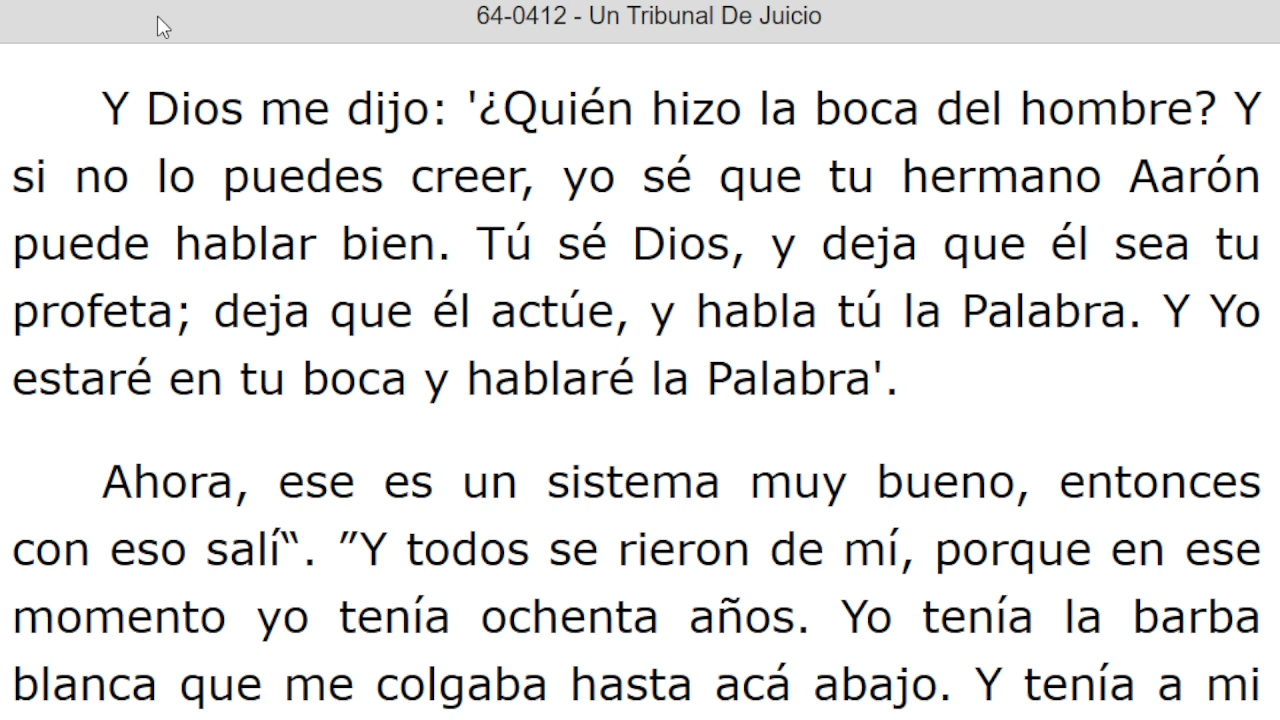 64-0412 - Un Tribunal De Juicio
Y Dios me dijo: '¿Quién hizo la boca del hombre? Y
si no lo puedes creer, yo sé que tu hermano Aarón
puede hablar bien. Tú sé Dios, y deja que él sea tu
profeta; deja que él actúe, y habla tú la Palabra. Y Yo
estaré en tu boca y hablaré la Palabra'.
Ahora, ese es un sistema muy bueno, entonces
con eso salí“. ”Y todos se rieron de mí, porque en ese
momento yo tenía ochenta años. Yo tenía la barba
blanca que me colgaba hasta acá abajo. Y tenía a mi